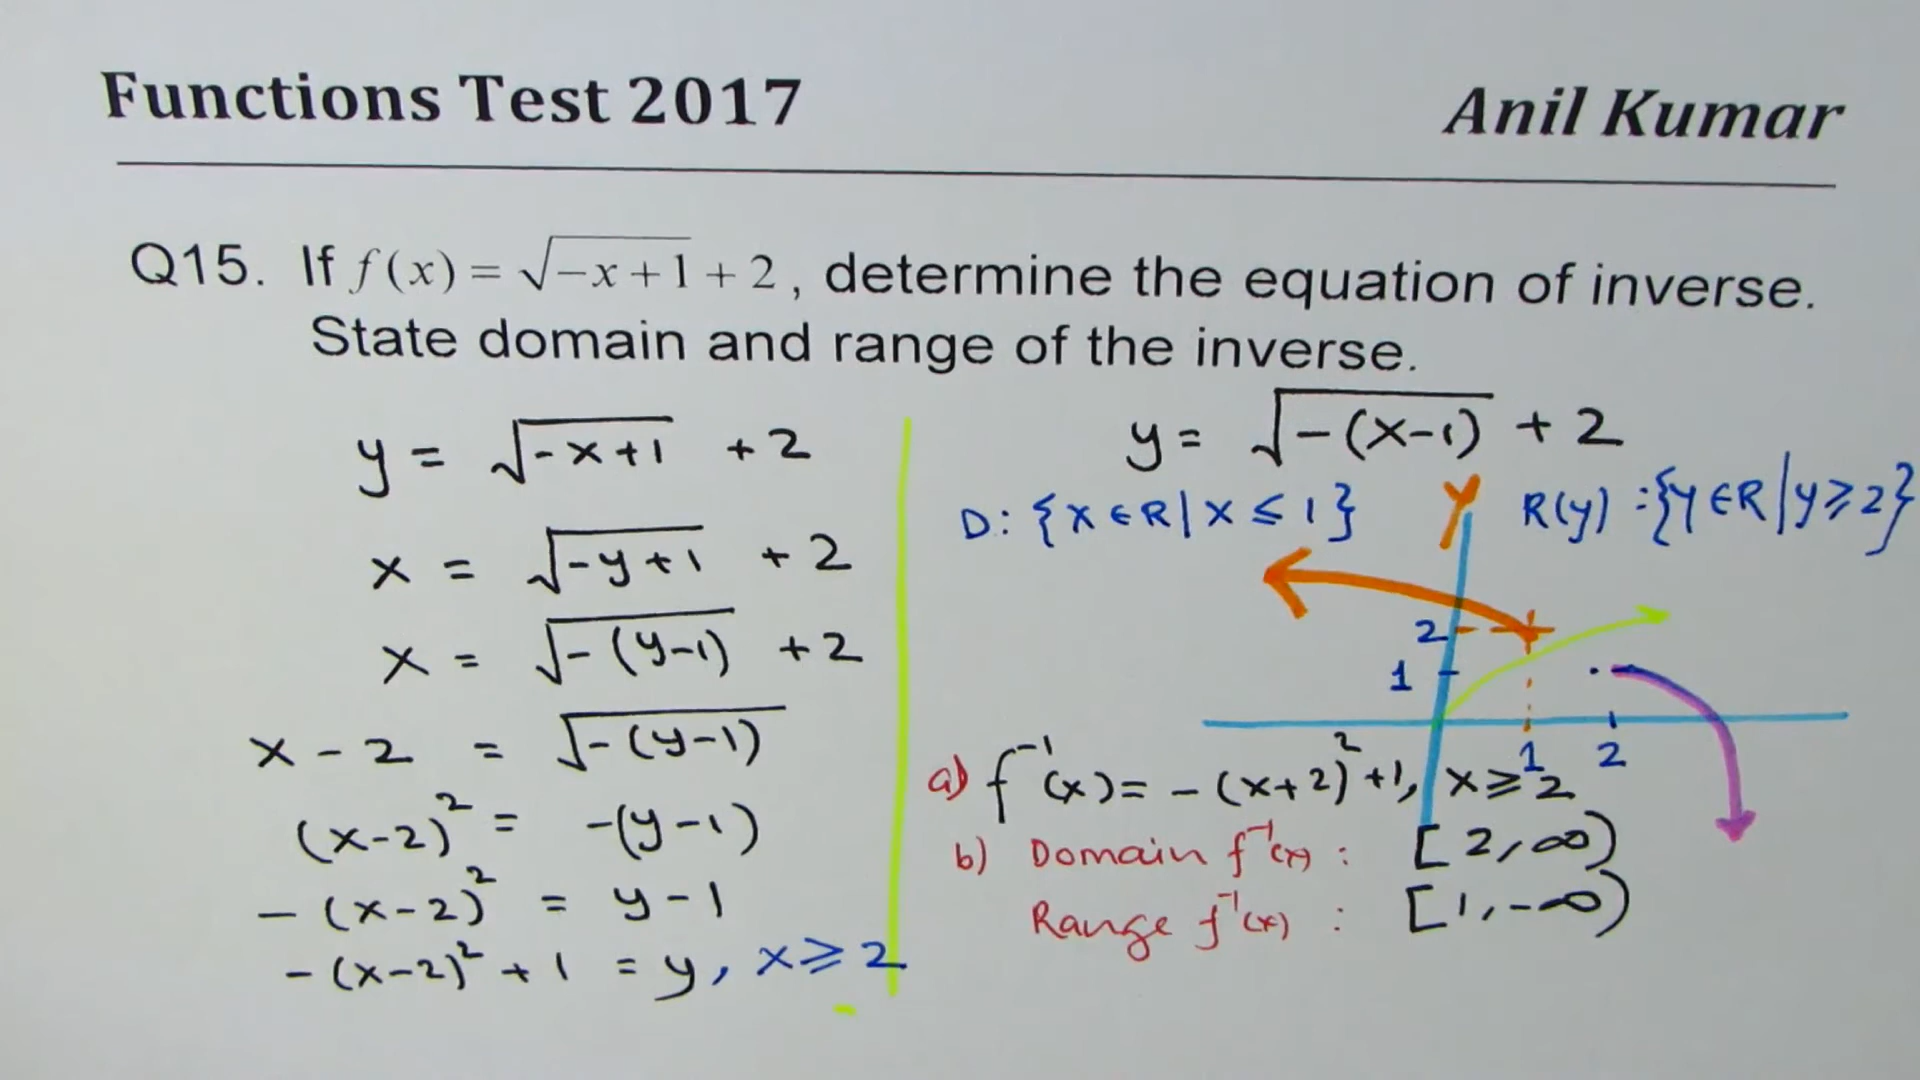 Functions Test 2017
Anil Kumar
Q15. If f(x) = √(-x+1) + 2, determine the equation of inverse.
State domain and range of the inverse.
y = √(-x+1) + 2
x = √(-y+1) + 2
x = √(-(y-1)) + 2
x - 2 = √(-(y-1))
(x-2)² = -(y-1)
-(x-2)² = y-1
-(x-2)² + 1 = y, x ≥ 2
y = √(-(x-1)) + 2
D: {x ∈ R | x ≤ 1}
Y
R(y) : {y ∈ R | y ≥ 2}
2
1
1 2
a) f⁻¹(x) = -(x+2)² + 1, x ≥ 2
b) Domain f⁻¹(x) : [2, ∞)
Range f⁻¹(x) : [1, -∞)